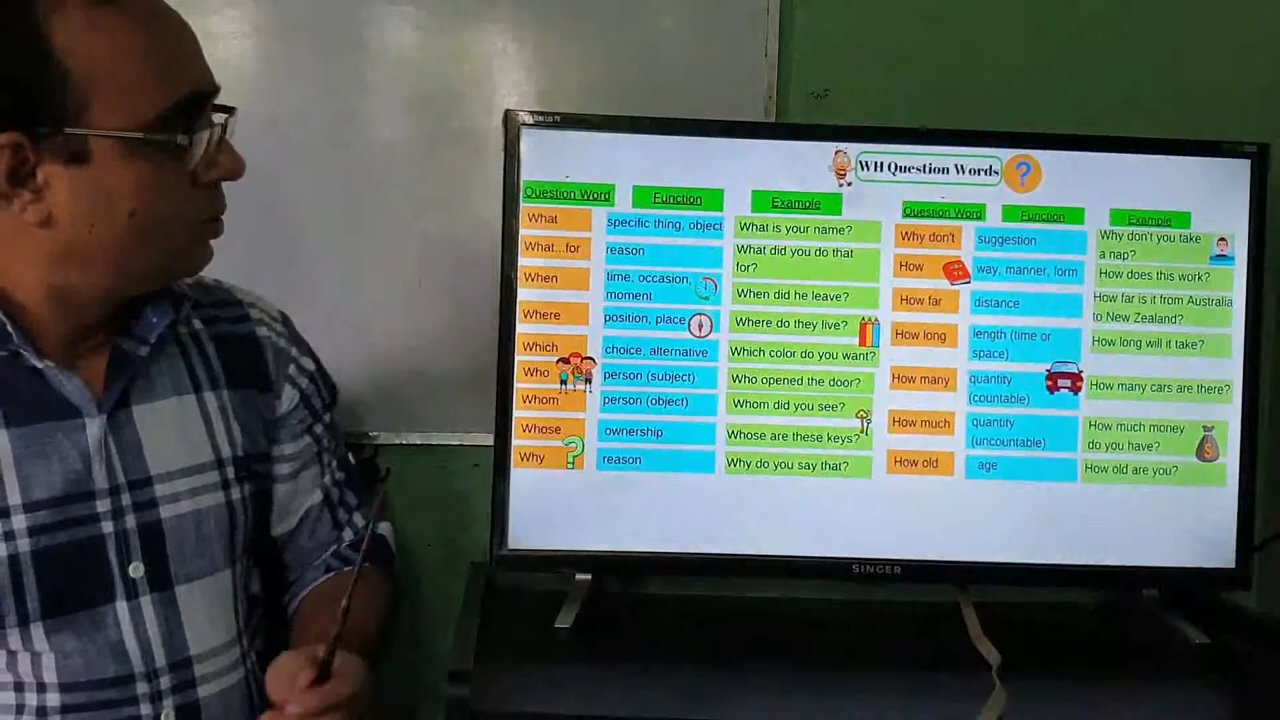 WH Question Words ?
Question Word Function Example
What specific thing, object What is your name?
What...for reason What did you do that
for?
When time, occasion,
moment When did he leave?
Where position, place Where do they live?
Which choice, alternative Which color do you want?
Who person (subject) Who opened the door?
Whom person (object) Whom did you see?
Whose ownership Whose are these keys?
Why reason Why do you say that?
Question Word Function Example
Why don't suggestion Why don't you take
a nap?
How way, manner, form How does this work?
How far distance How far is it from Australia
to New Zealand?
How long length (time or
space) How long will it take?
How many quantity
(countable) How many cars are there?
How much quantity
(uncountable) How much money
do you have?
How old age How old are you?
SINGER